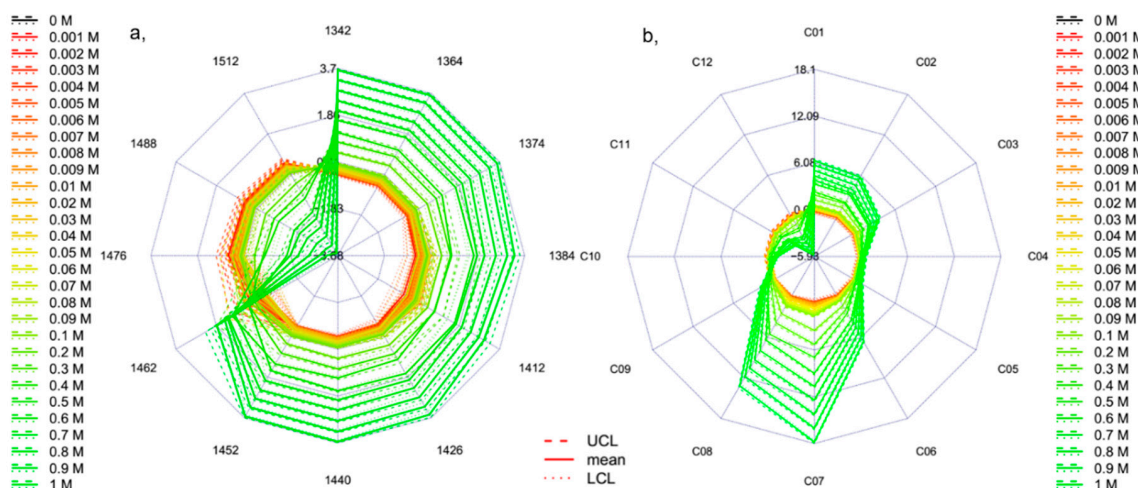 0 M
0.001 M
0.002 M
0.003 M
0.004 M
0.005 M
0.006 M
0.007 M
0.008 M
0.009 M
0.01 M
0.02 M
0.03 M
0.04 M
0.05 M
0.06 M
0.07 M
0.08 M
0.09 M
0.1 M
0.2 M
0.3 M
0.4 M
0.5 M
0.6 M
0.7 M
0.8 M
0.9 M
1 M
a,
1342
1364
1374
1384
1412
1426
1440
1452
1462
1476
1488
1512
3.7
1.86
-1.83
-3.68
UCL
mean
LCL
b,
C01
C02
C03
C04
C05
C06
C07
C08
C09
C10
C11
C12
18.1
12.09
6.08
-5.93
0 M
0.001 M
0.002 M
0.003 M
0.004 M
0.005 M
0.006 M
0.007 M
0.008 M
0.009 M
0.01 M
0.02 M
0.03 M
0.04 M
0.05 M
0.06 M
0.07 M
0.08 M
0.09 M
0.1 M
0.2 M
0.3 M
0.4 M
0.5 M
0.6 M
0.7 M
0.8 M
0.9 M
1 M